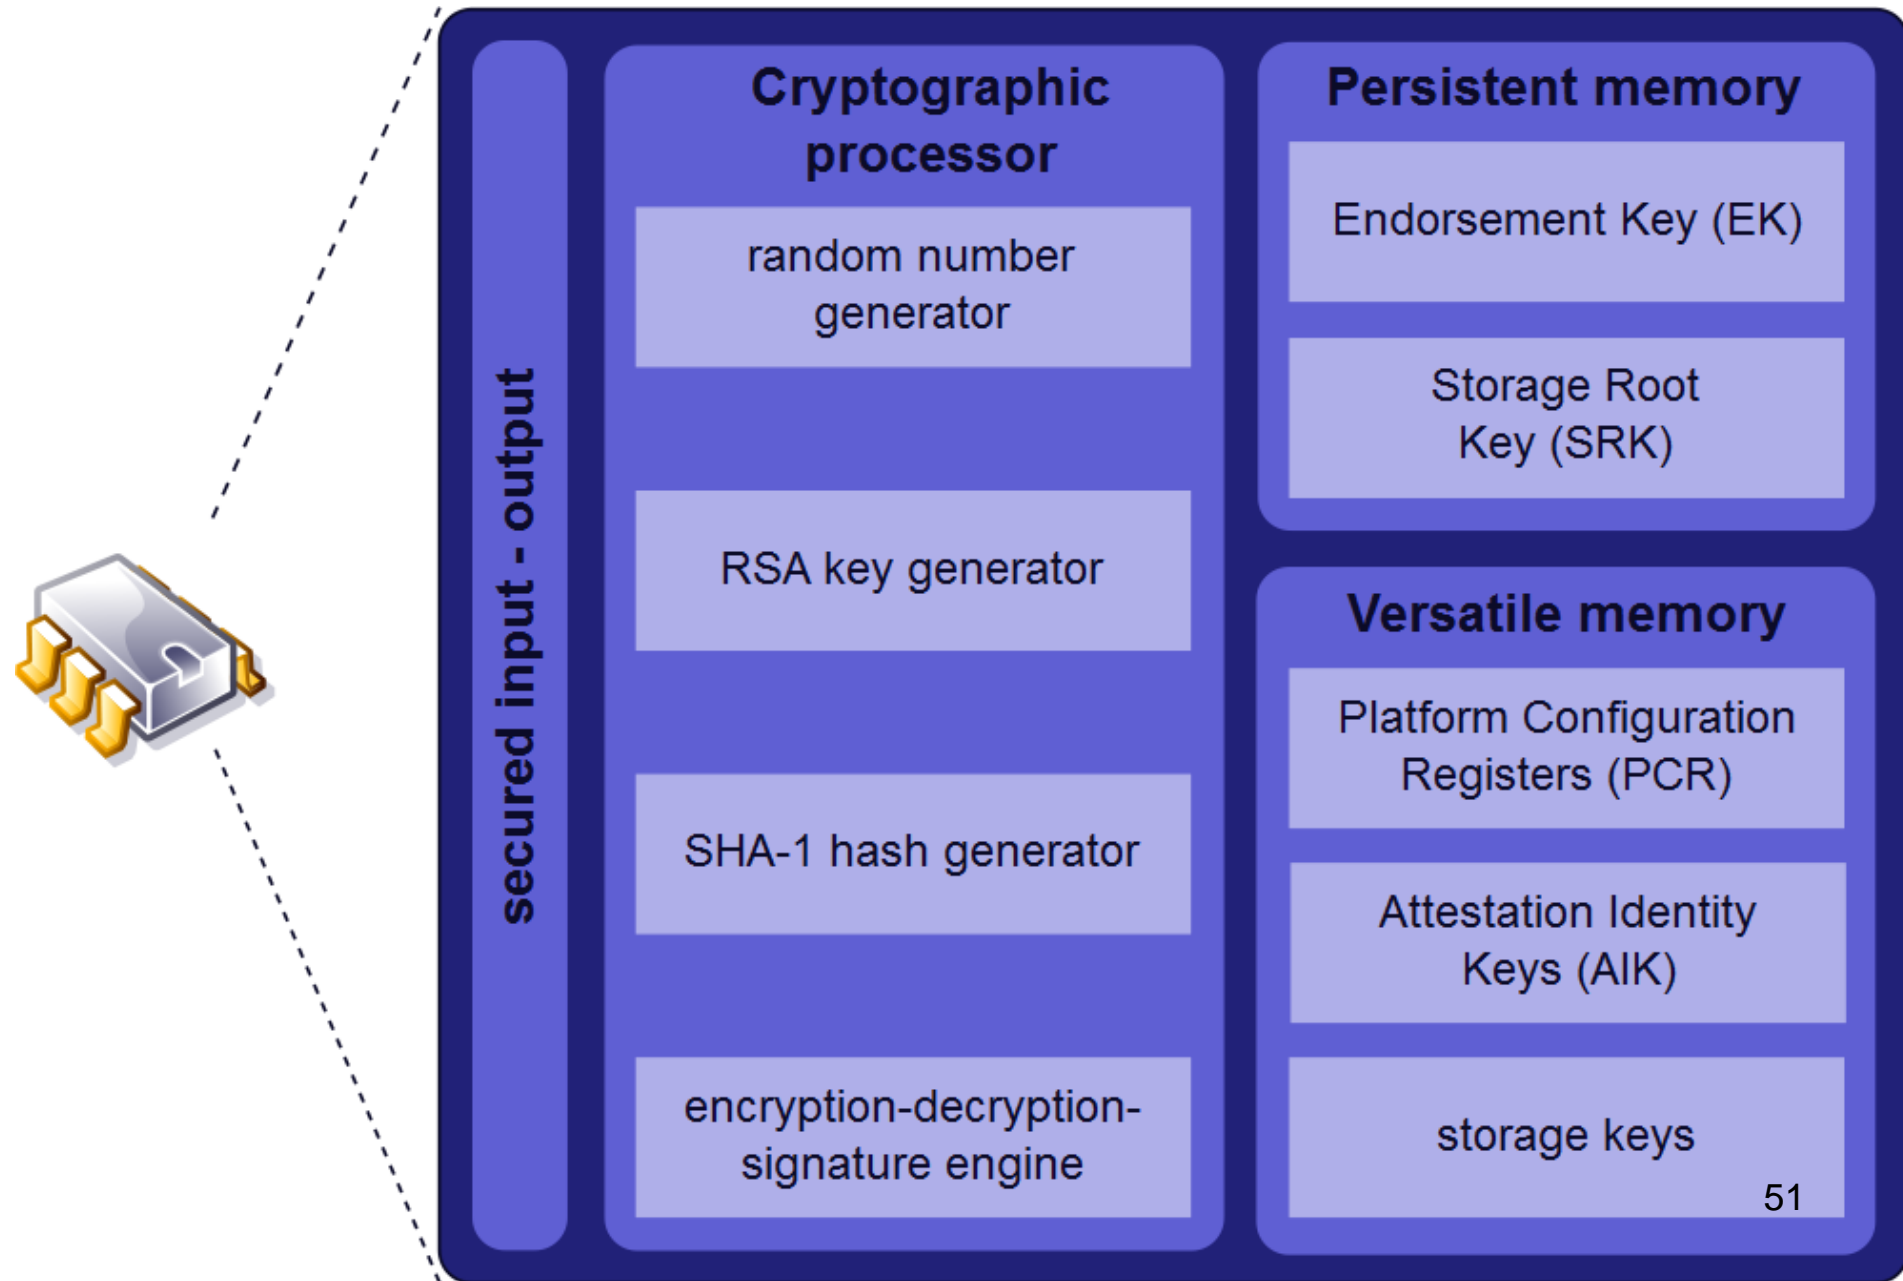 secured input - output
Cryptographic
processor
random number
generator
RSA key generator
SHA-1 hash generator
encryption-decryption-
signature engine
Persistent memory
Endorsement Key (EK)
Storage Root
Key (SRK)
Versatile memory
Platform Configuration
Registers (PCR)
Attestation Identity
Keys (AIK)
storage keys
51